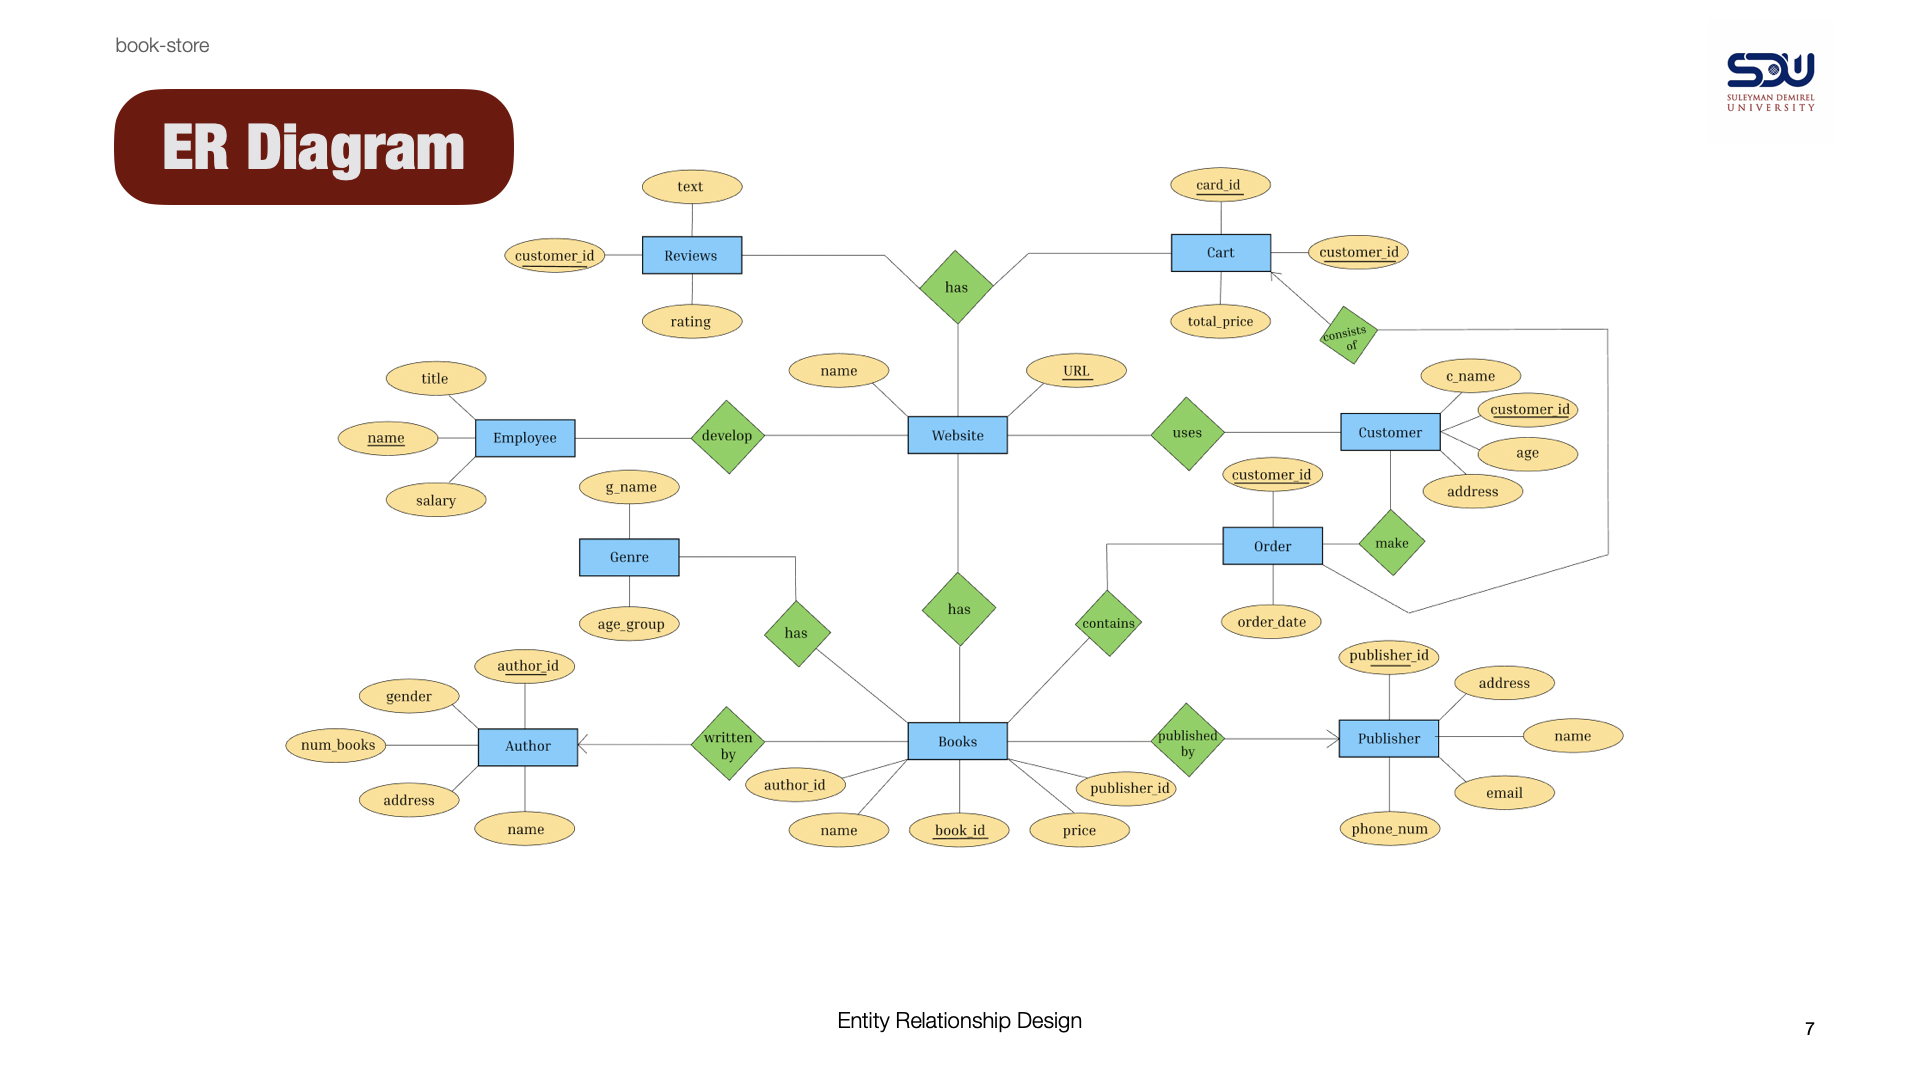 book-store
SDU
SULEYMAN DEMIREL
UNIVERSITY
ER Diagram
text
card_id
customer_id
Reviews
has
Cart
customer_id
rating
total_price
consists
of
title
name
URL
c_name
customer_id
name
Employee
develop
Website
uses
Customer
age
salary
g_name
customer_id
address
Genre
Order
make
age_group
has
has
contains
order_date
author_id
publisher_id
gender
address
num_books
Author
written
by
Books
published
by
Publisher
name
author_id
publisher_id
address
email
name
name
book_id
price
phone_num
Entity Relationship Design
7